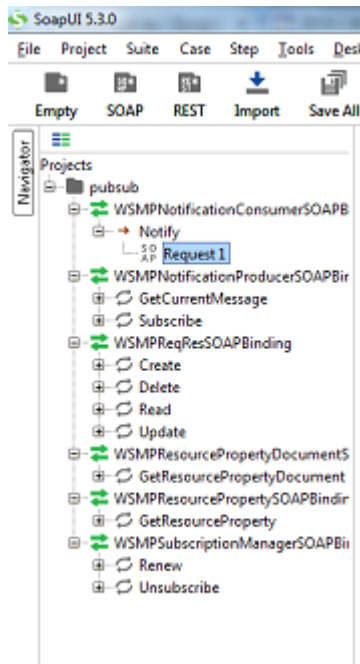 SoapUI 5.3.0
File Project Suite Case Step Tools Des
Empty SOAP REST Import Save All
Navigator
Projects
pubsub
WSMPNotificationConsumerSOAPB
Notify
SOAP Request 1
WSMPNotificationProducerSOAPBir
GetCurrentMessage
Subscribe
WSMPReqResSOAPBinding
Create
Delete
Read
Update
WSMPResourcePropertyDocumentS
GetResourcePropertyDocument
WSMPResourcePropertySOAPBindir
GetResourceProperty
WSMPSubscriptionManagerSOAPBi
Renew
Unsubscribe